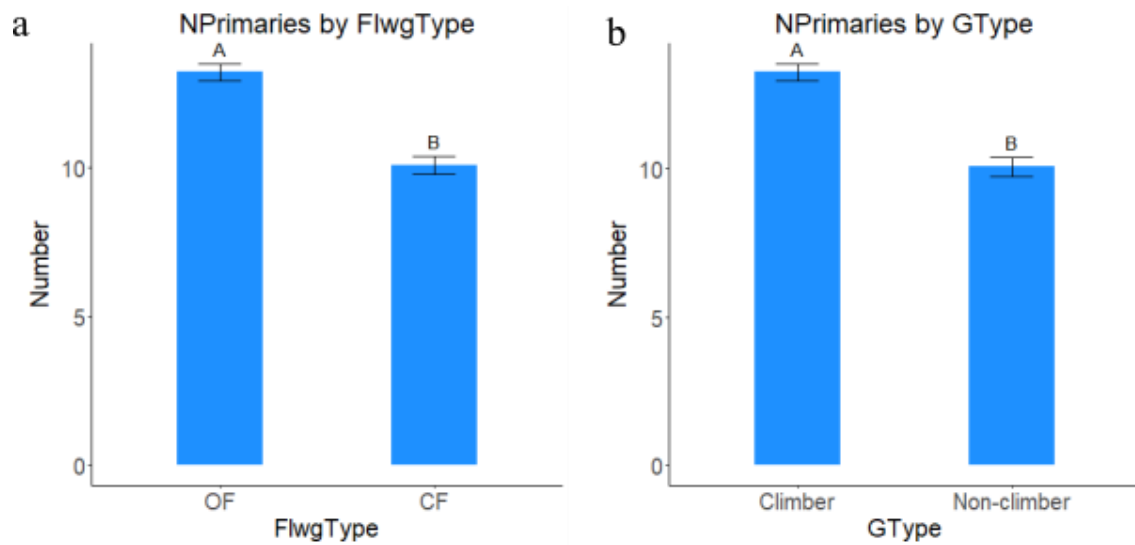 a
NPrimaries by FlwgType
A
B
10
5
0
Number
OF CF
FlwgType
b
NPrimaries by GType
A
B
10
5
0
Number
Climber Non-climber
GType